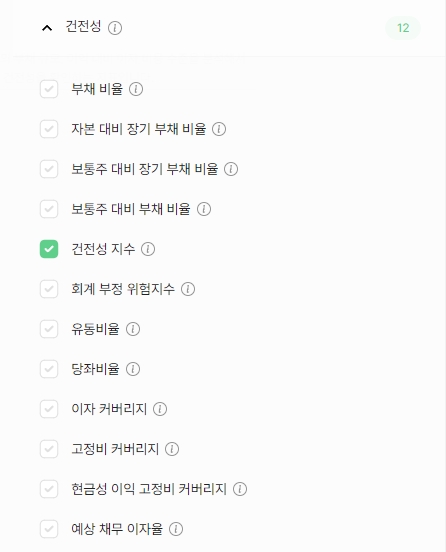 건전성 12
부채 비율
자본 대비 장기 부채 비율
보통주 대비 장기 부채 비율
보통주 대비 부채 비율
건전성 지수
회계 부정 위험지수
유동비율
당좌비율
이자 커버리지
고정비 커버리지
현금성 이익 고정비 커버리지
예상 채무 이자율